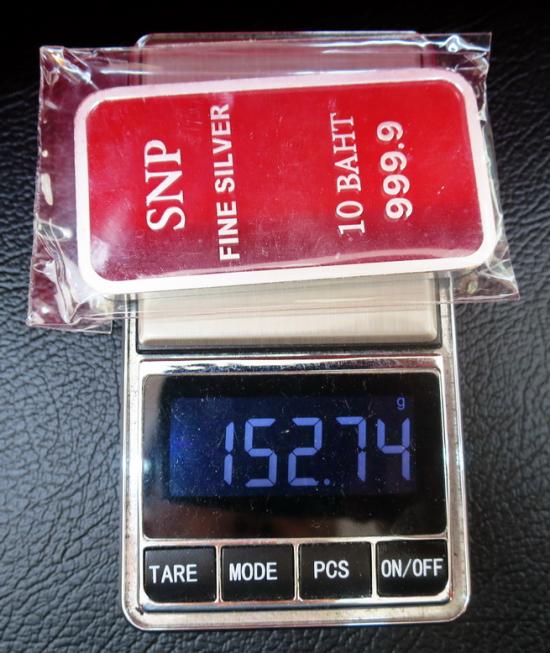 SNP
FINE SILVER
10 BAHT
999.9
g
152.74
TARE
MODE
PCS
ON/OFF